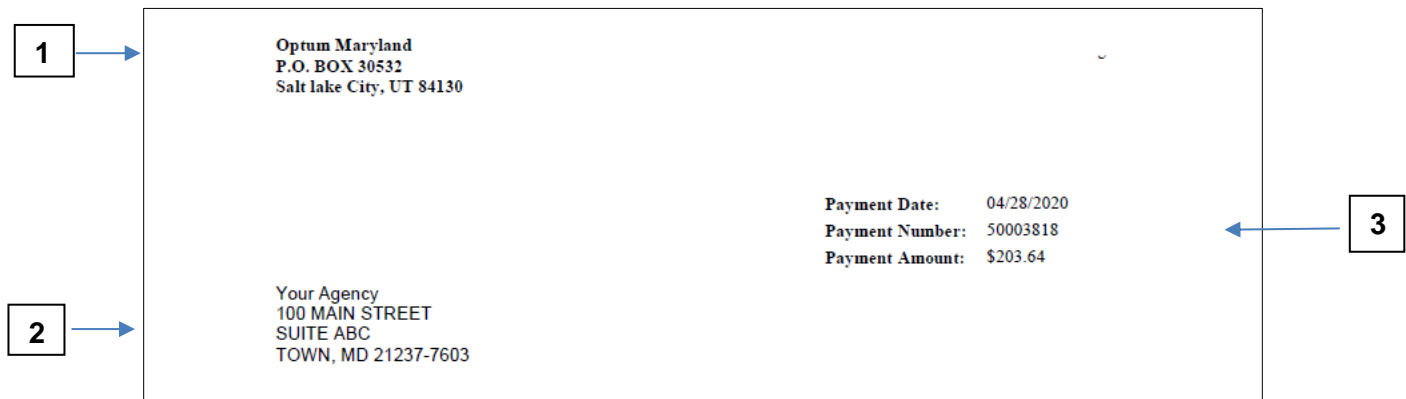 1
Optum Maryland
P.O. BOX 30532
Salt lake City, UT 84130
Payment Date: 04/28/2020
Payment Number: 50003818
Payment Amount: $203.64
3
2
Your Agency
100 MAIN STREET
SUITE ABC
TOWN, MD 21237-7603